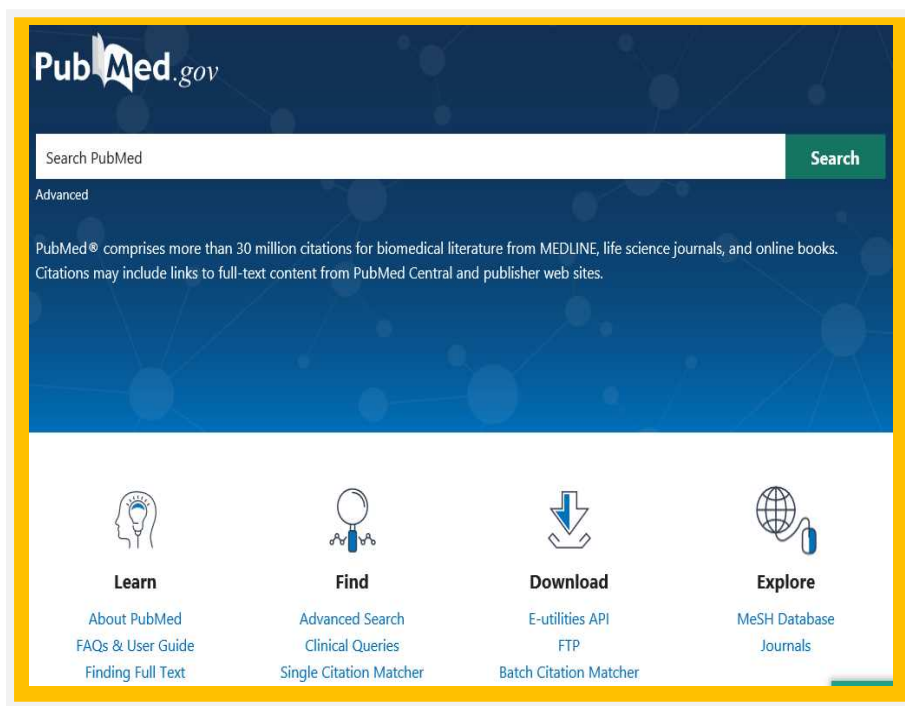 PubMed.gov
Search PubMed
Search
Advanced
PubMed® comprises more than 30 million citations for biomedical literature from MEDLINE, life science journals, and online books.
Citations may include links to full-text content from PubMed Central and publisher web sites.
Learn
About PubMed
FAQs & User Guide
Finding Full Text
Find
Advanced Search
Clinical Queries
Single Citation Matcher
Download
E-utilities API
FTP
Batch Citation Matcher
Explore
MeSH Database
Journals